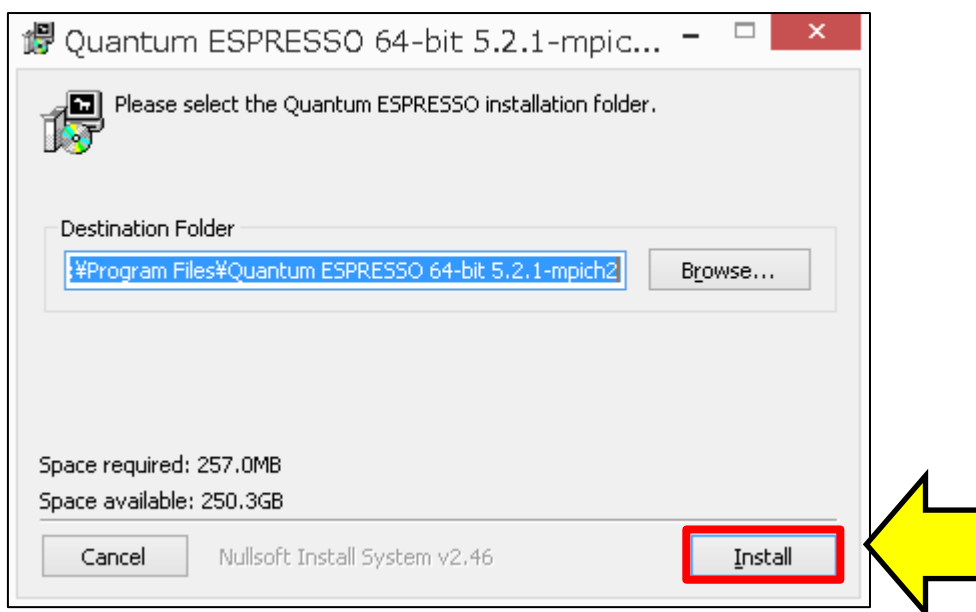 Quantum ESPRESSO 64-bit 5.2.1-mpic...
Please select the Quantum ESPRESSO installation folder.
Destination Folder
:¥Program Files¥Quantum ESPRESSO 64-bit 5.2.1-mpich2
Browse...
Space required: 257.0MB
Space available: 250.3GB
Cancel
Nullsoft Install System v2.46
Install